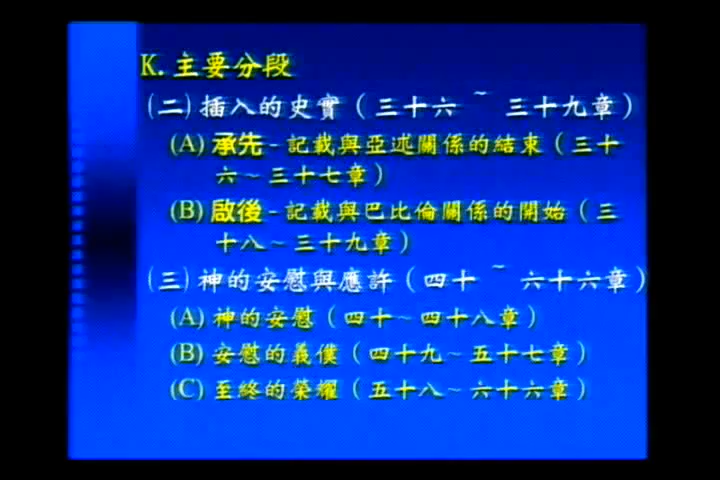 K. 主要分段
(二) 插入的史實（三十六 ~ 三十九章）
(A) 承先 - 記載與亞述關係的結束（三十
六～三十七章）
(B) 啟後 - 記載與巴比倫關係的開始（三
十八～三十九章）
(三) 神的安慰與應許（四十 ~ 六十六章）
(A) 神的安慰（四十～四十八章）
(B) 安慰的義僕（四十九～五十七章）
(C) 至終的榮耀（五十八～六十六章）